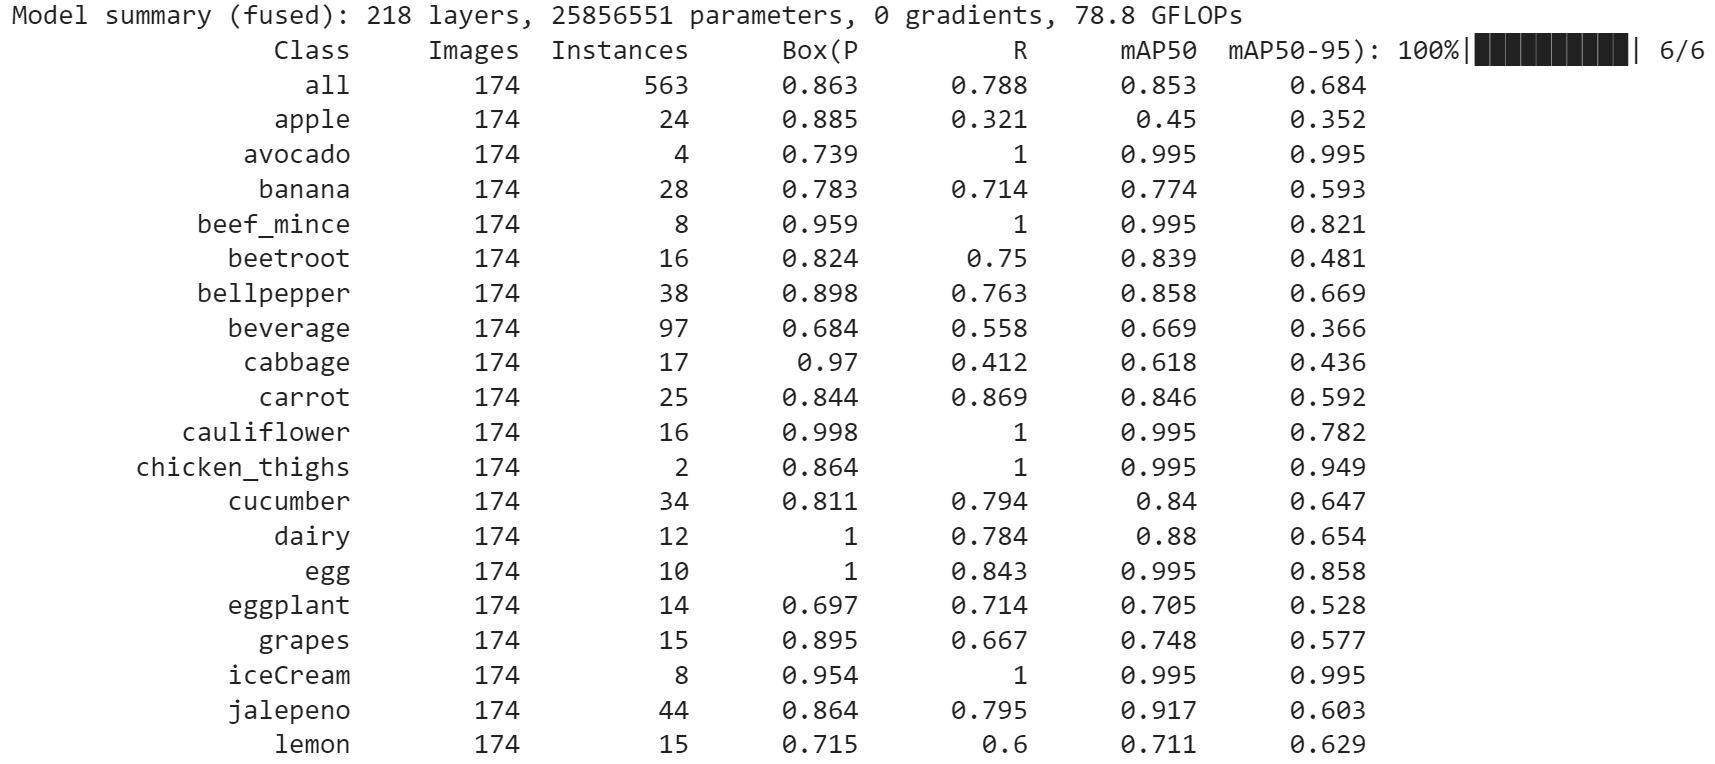 Model summary (fused): 218 layers, 25856551 parameters, 0 gradients, 78.8 GFLOPs
Class Images Instances Box(P R mAP50 mAP50-95): 100%|██████████| 6/6
all 174 563 0.863 0.788 0.853 0.684
apple 174 24 0.885 0.321 0.45 0.352
avocado 174 4 0.739 1 0.995 0.995
banana 174 28 0.783 0.714 0.774 0.593
beef_mince 174 8 0.959 1 0.995 0.821
beetroot 174 16 0.824 0.75 0.839 0.481
bellpepper 174 38 0.898 0.763 0.858 0.669
beverage 174 97 0.684 0.558 0.669 0.366
cabbage 174 17 0.97 0.412 0.618 0.436
carrot 174 25 0.844 0.869 0.846 0.592
cauliflower 174 16 0.998 1 0.995 0.782
chicken_thighs 174 2 0.864 1 0.995 0.949
cucumber 174 34 0.811 0.794 0.84 0.647
dairy 174 12 1 0.784 0.88 0.654
egg 174 10 1 0.843 0.995 0.858
eggplant 174 14 0.697 0.714 0.705 0.528
grapes 174 15 0.895 0.667 0.748 0.577
iceCream 174 8 0.954 1 0.995 0.995
jalepeno 174 44 0.864 0.795 0.917 0.603
lemon 174 15 0.715 0.6 0.711 0.629